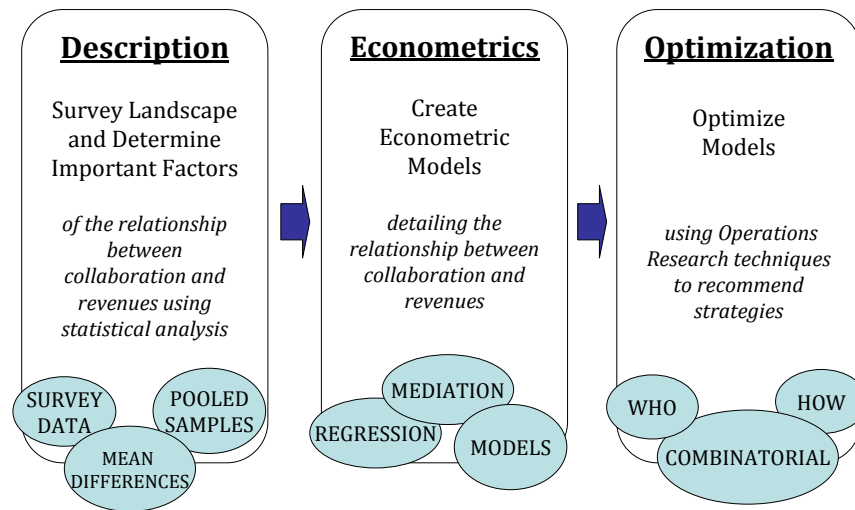 Description
Survey Landscape
and Determine
Important Factors
of the relationship
between
collaboration and
revenues using
statistical analysis
SURVEY
DATA
POOLED
SAMPLES
MEAN
DIFFERENCES
Econometrics
Create
Econometric
Models
detailing the
relationship between
collaboration and
revenues
MEDIATION
REGRESSION
MODELS
Optimization
Optimize
Models
using Operations
Research techniques
to recommend
strategies
WHO
HOW
COMBINATORIAL